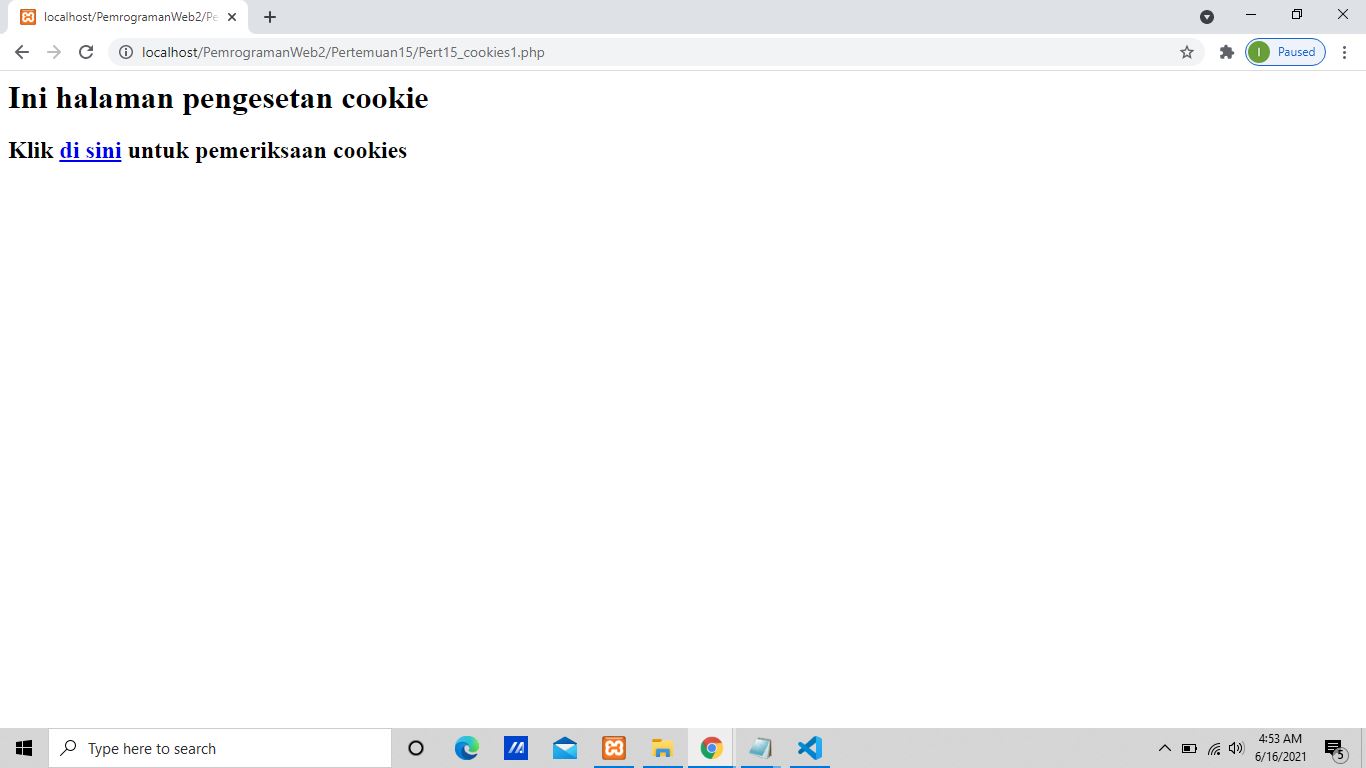 localhost/PemrogramanWeb2/Pe
localhost/PemrogramanWeb2/Pertemuan15/Pert15_cookies1.php
I
Paused
Ini halaman pengesetan cookie
Klik di sini untuk pemeriksaan cookies
Type here to search
4:53 AM
6/16/2021
5